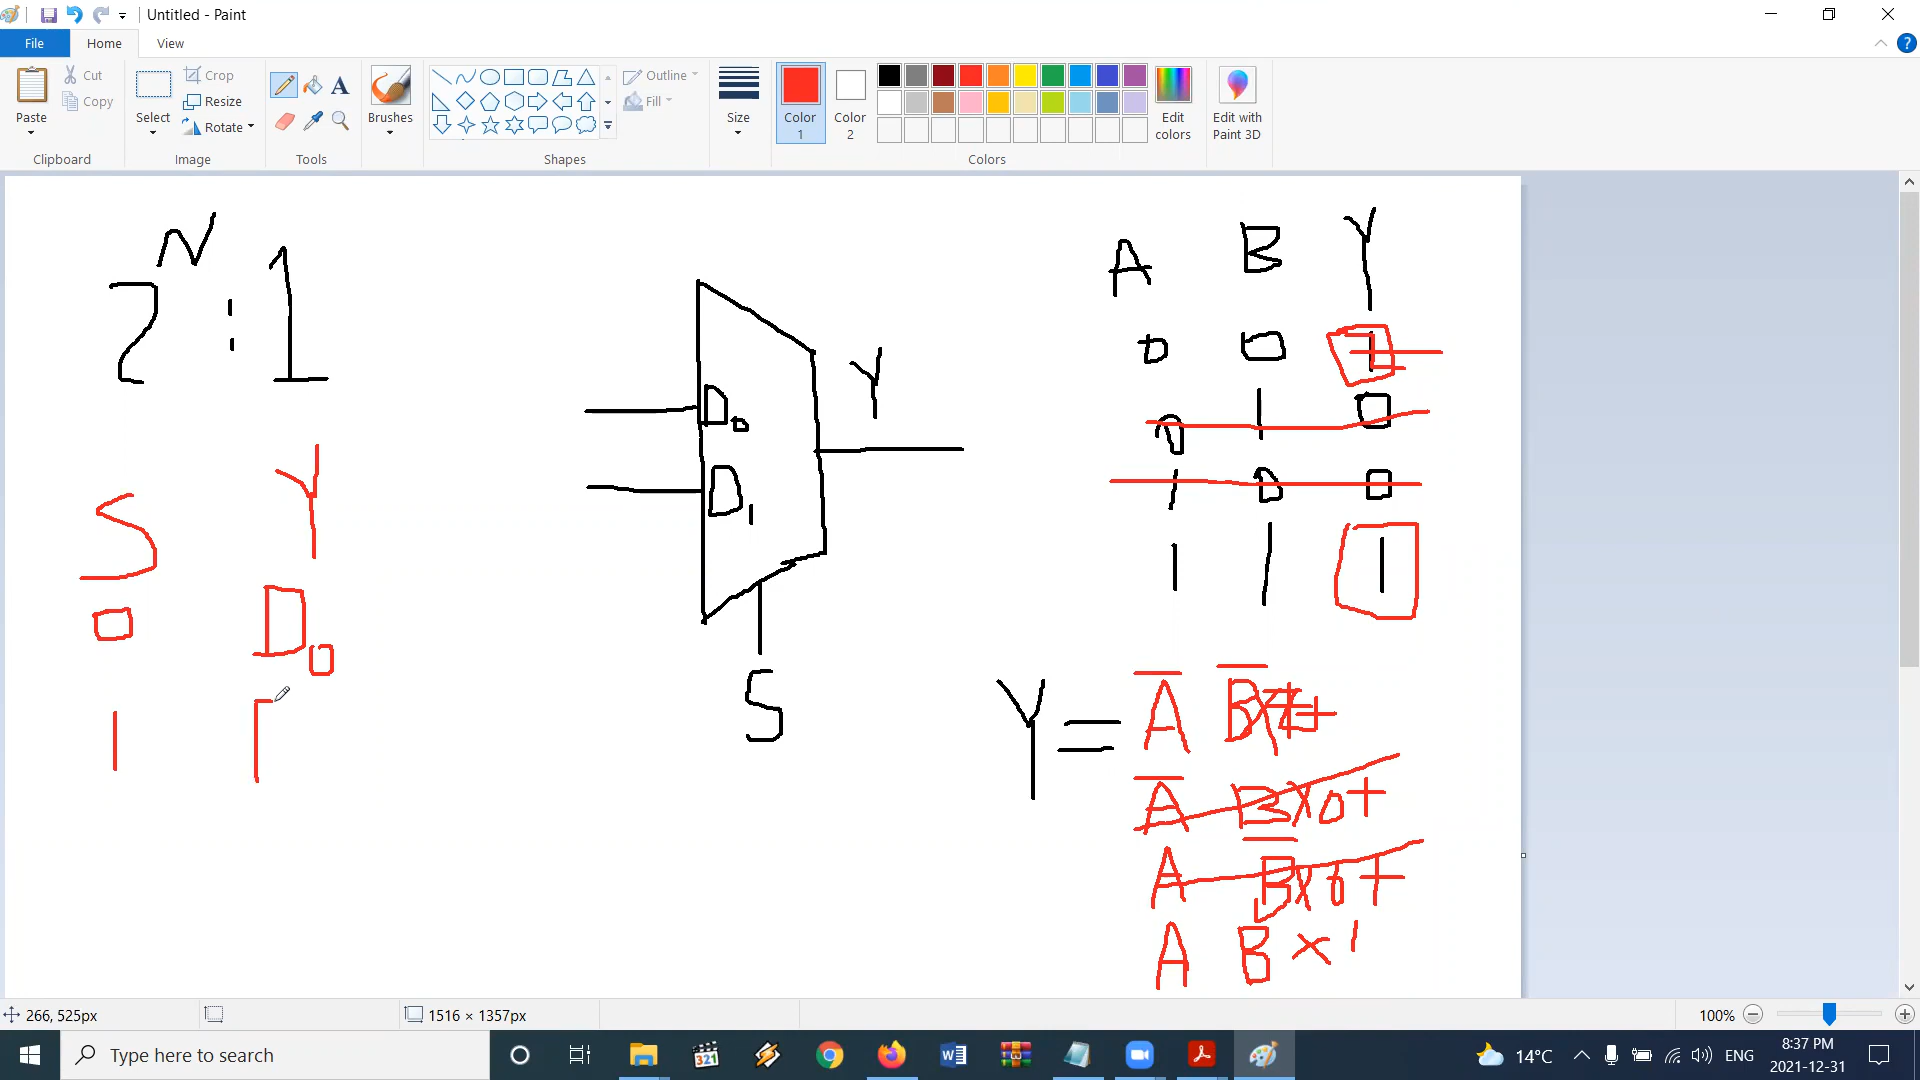 Untitled - Paint
File Home View
Paste
Cut
Copy
Clipboard
Select
Crop
Resize
Rotate
Image
Tools
Brushes
Shapes
Outline
Fill
Size
Color 1
Color 2
Colors
Edit colors
Edit with Paint 3D
N
2 : 1
S Y
0 D0
1
D0
D1
Y
S
A B Y
0 0 1
0 1 0
1 0 0
1 1 1
Y = A̅ B̅
A̅ B x 0 +
A B̅ x 0 +
A B x 1
266, 525px
1516 × 1357px
100%
Type here to search
321
14°C
ENG
8:37 PM
2021-12-31